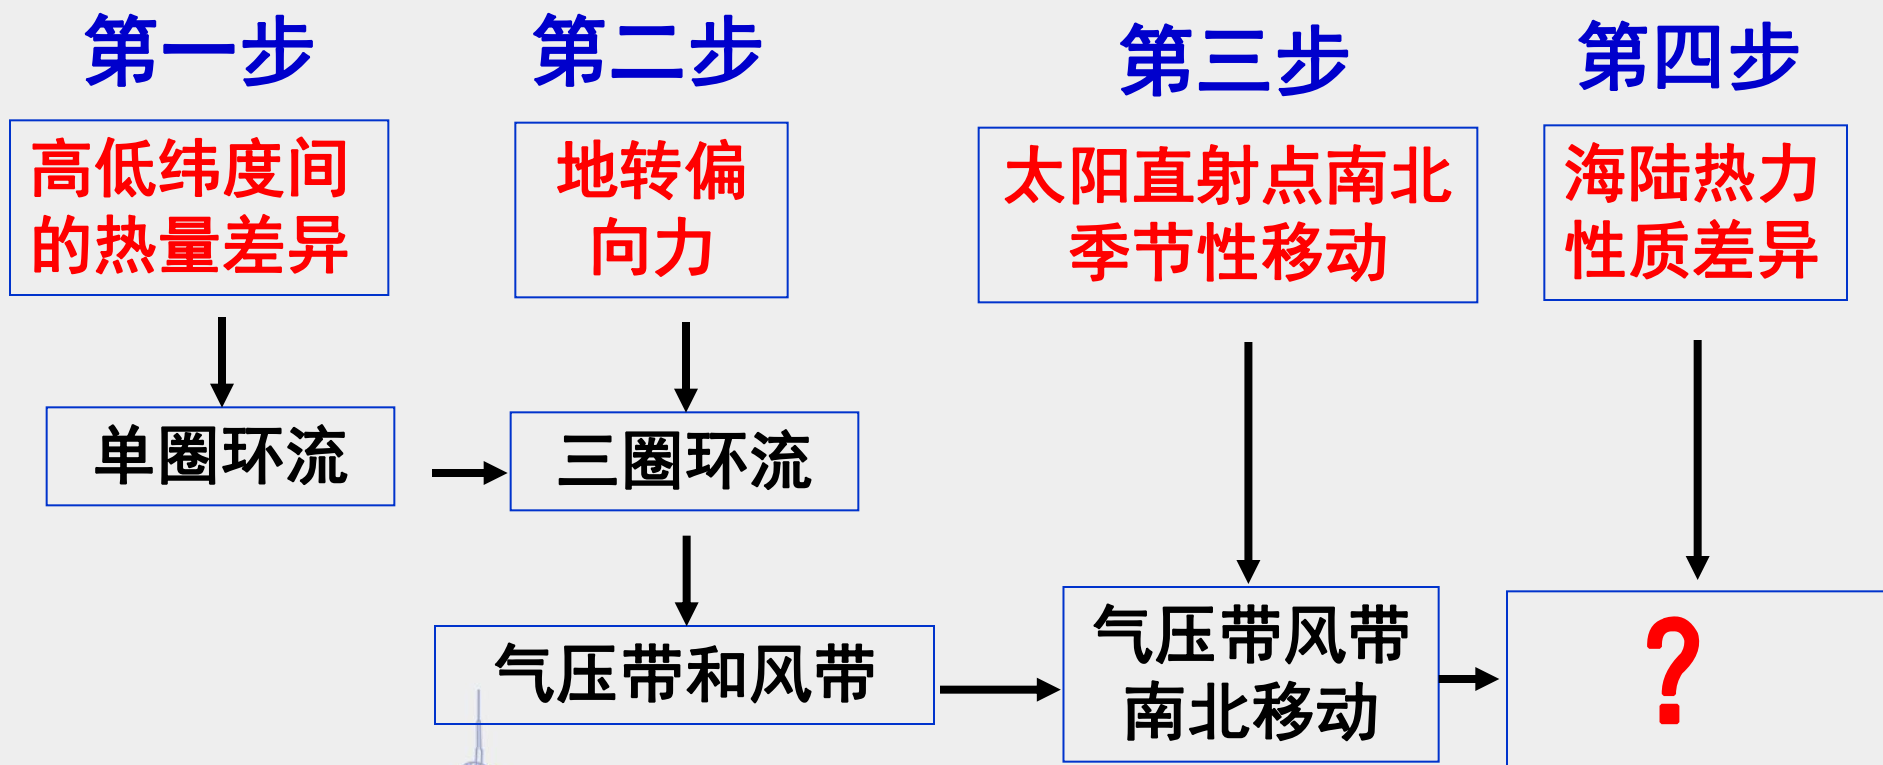 第一步
第二步
第三步
第四步
高低纬度间
的热量差异
地转偏
向力
太阳直射点南北
季节性移动
海陆热力
性质差异
单圈环流
三圈环流
气压带和风带
气压带风带
南北移动
？